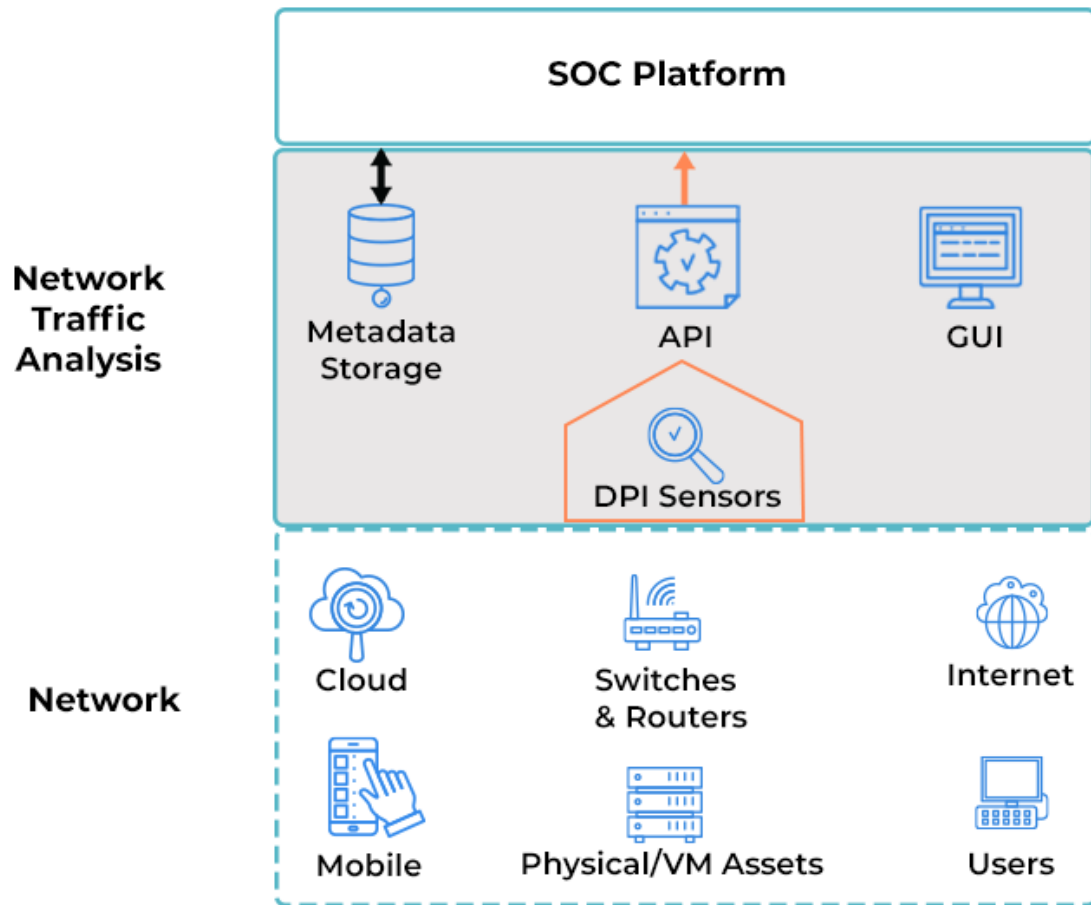 SOC Platform
Network
Traffic
Analysis
Metadata
Storage
API
GUI
DPI Sensors
Network
Cloud
Switches
& Routers
Internet
Mobile
Physical/VM Assets
Users